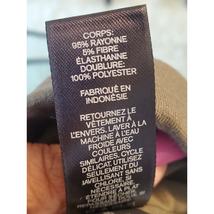 CORPS:
95% RAYONNE
5% FIBRE
ÉLASTHANNE
DOUBLURE:
100% POLYESTER
FABRIQUÉ EN
INDONÉSIE
RETOURNEZ LE
VÊTEMENT À
L'ENVERS. LAVER À LA
MACHINE À L'EAU
FROIDE AVEC
COULEURS
SIMILAIRES, CYCLE
DÉLICAT. UTILISEZ
SEULEMENT DU
JAVELLISANT SANS
CHLORE, SI
NÉCESSAIRE